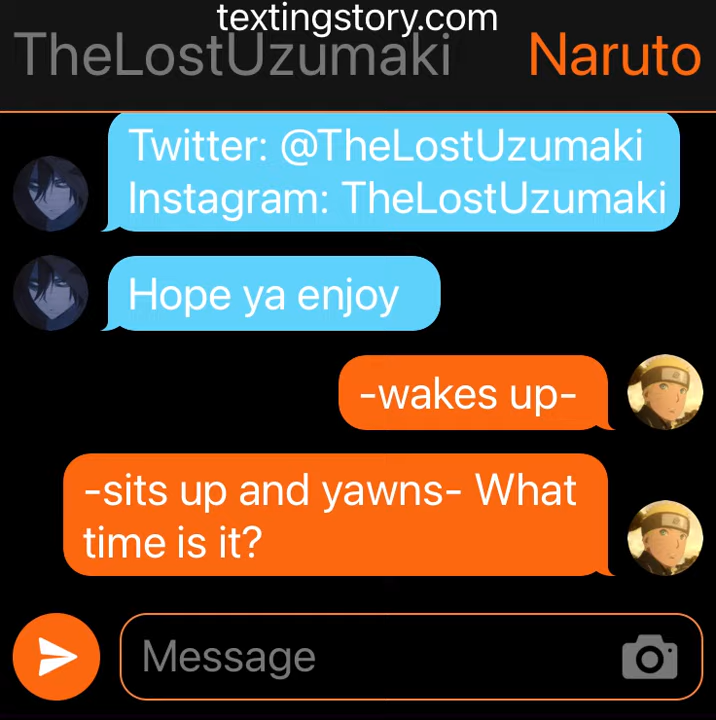 textingstory.com
TheLostUzumaki Naruto
Twitter: @TheLostUzumaki
Instagram: TheLostUzumaki
Hope ya enjoy
-wakes up-
-sits up and yawns- What
time is it?
Message